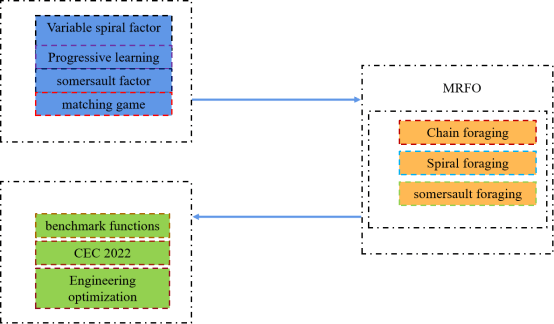 Variable spiral factor
Progressive learning
somersault factor
matching game
MRFO
Chain foraging
Spiral foraging
somersault foraging
benchmark functions
CEC 2022
Engineering
optimization